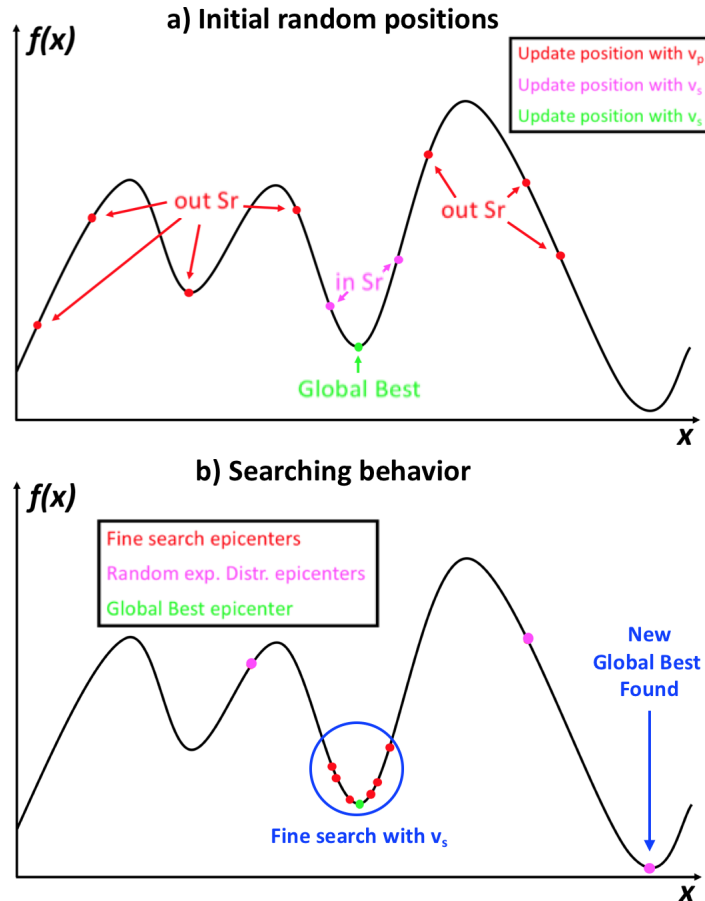 a) Initial random positions
f(x)
Update position with vₚ
Update position with vₛ
Update position with vₛ
out Sr
out Sr
in Sr
Global Best
x
b) Searching behavior
f(x)
Fine search epicenters
Random exp. Distr. epicenters
Global Best epicenter
New
Global Best
Found
Fine search with vₛ
x